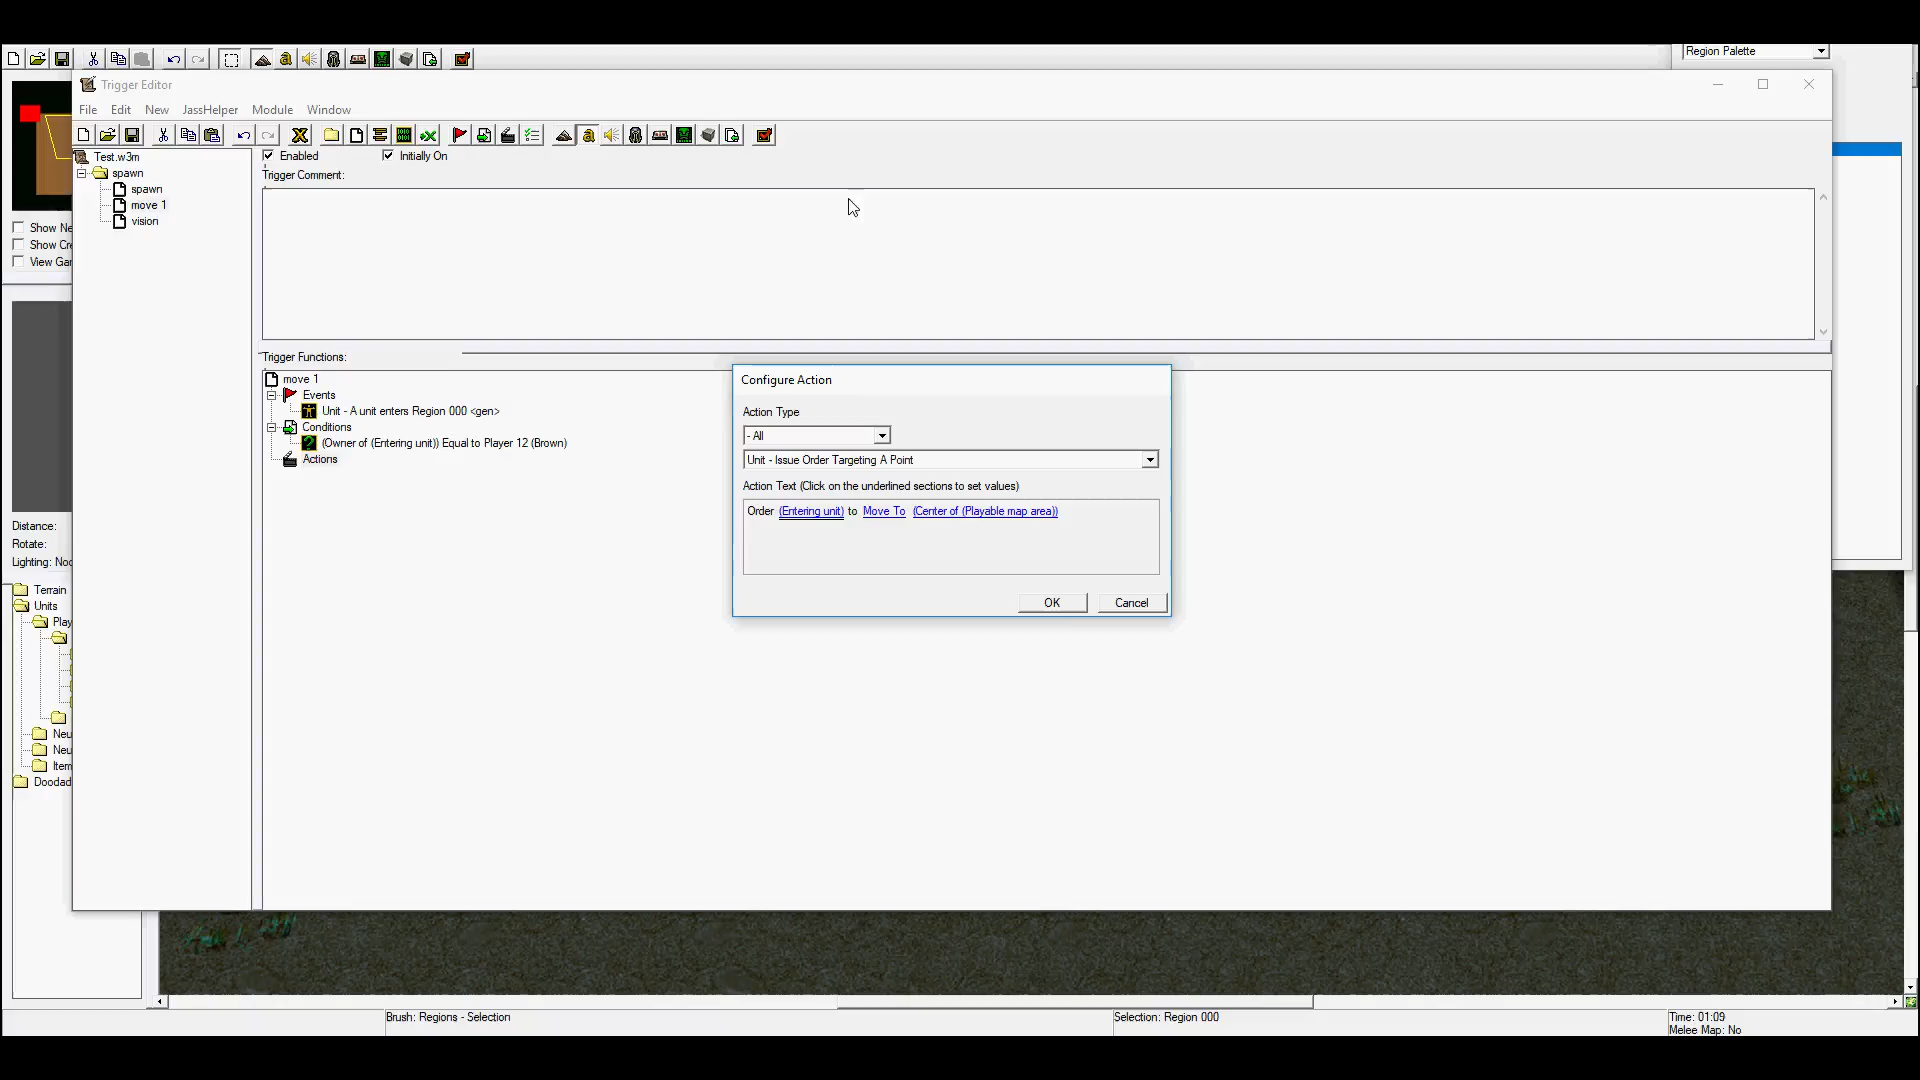 Region Palette
Trigger Editor
File Edit New JassHelper Module Window
Test.w3m
spawn
spawn
move 1
vision
Enabled
Initially On
Trigger Comment:
Show Ne
Show Cre
View Gar
Trigger Functions:
move 1
Events
Unit - A unit enters Region 000 <gen>
Conditions
(Owner of (Entering unit)) Equal to Player 12 (Brown)
Actions
Configure Action
Action Type
- All
Unit - Issue Order Targeting A Point
Action Text (Click on the underlined sections to set values)
Order (Entering unit) to Move To (Center of (Playable map area))
OK
Cancel
Distance:
Rotate:
Lighting: Noo
Terrain
Units
Play
Neu
Neu
Item
Doodad
Brush: Regions - Selection
Selection: Region 000
Time: 01:09
Melee Map: No